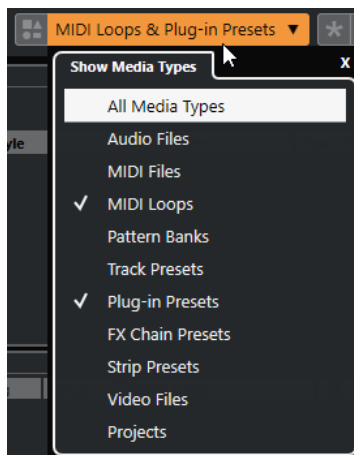 MIDI Loops & Plug-in Presets
Show Media Types
X
All Media Types
yle
Audio Files
MIDI Files
MIDI Loops
Pattern Banks
Track Presets
Plug-in Presets
FX Chain Presets
Strip Presets
Video Files
Projects